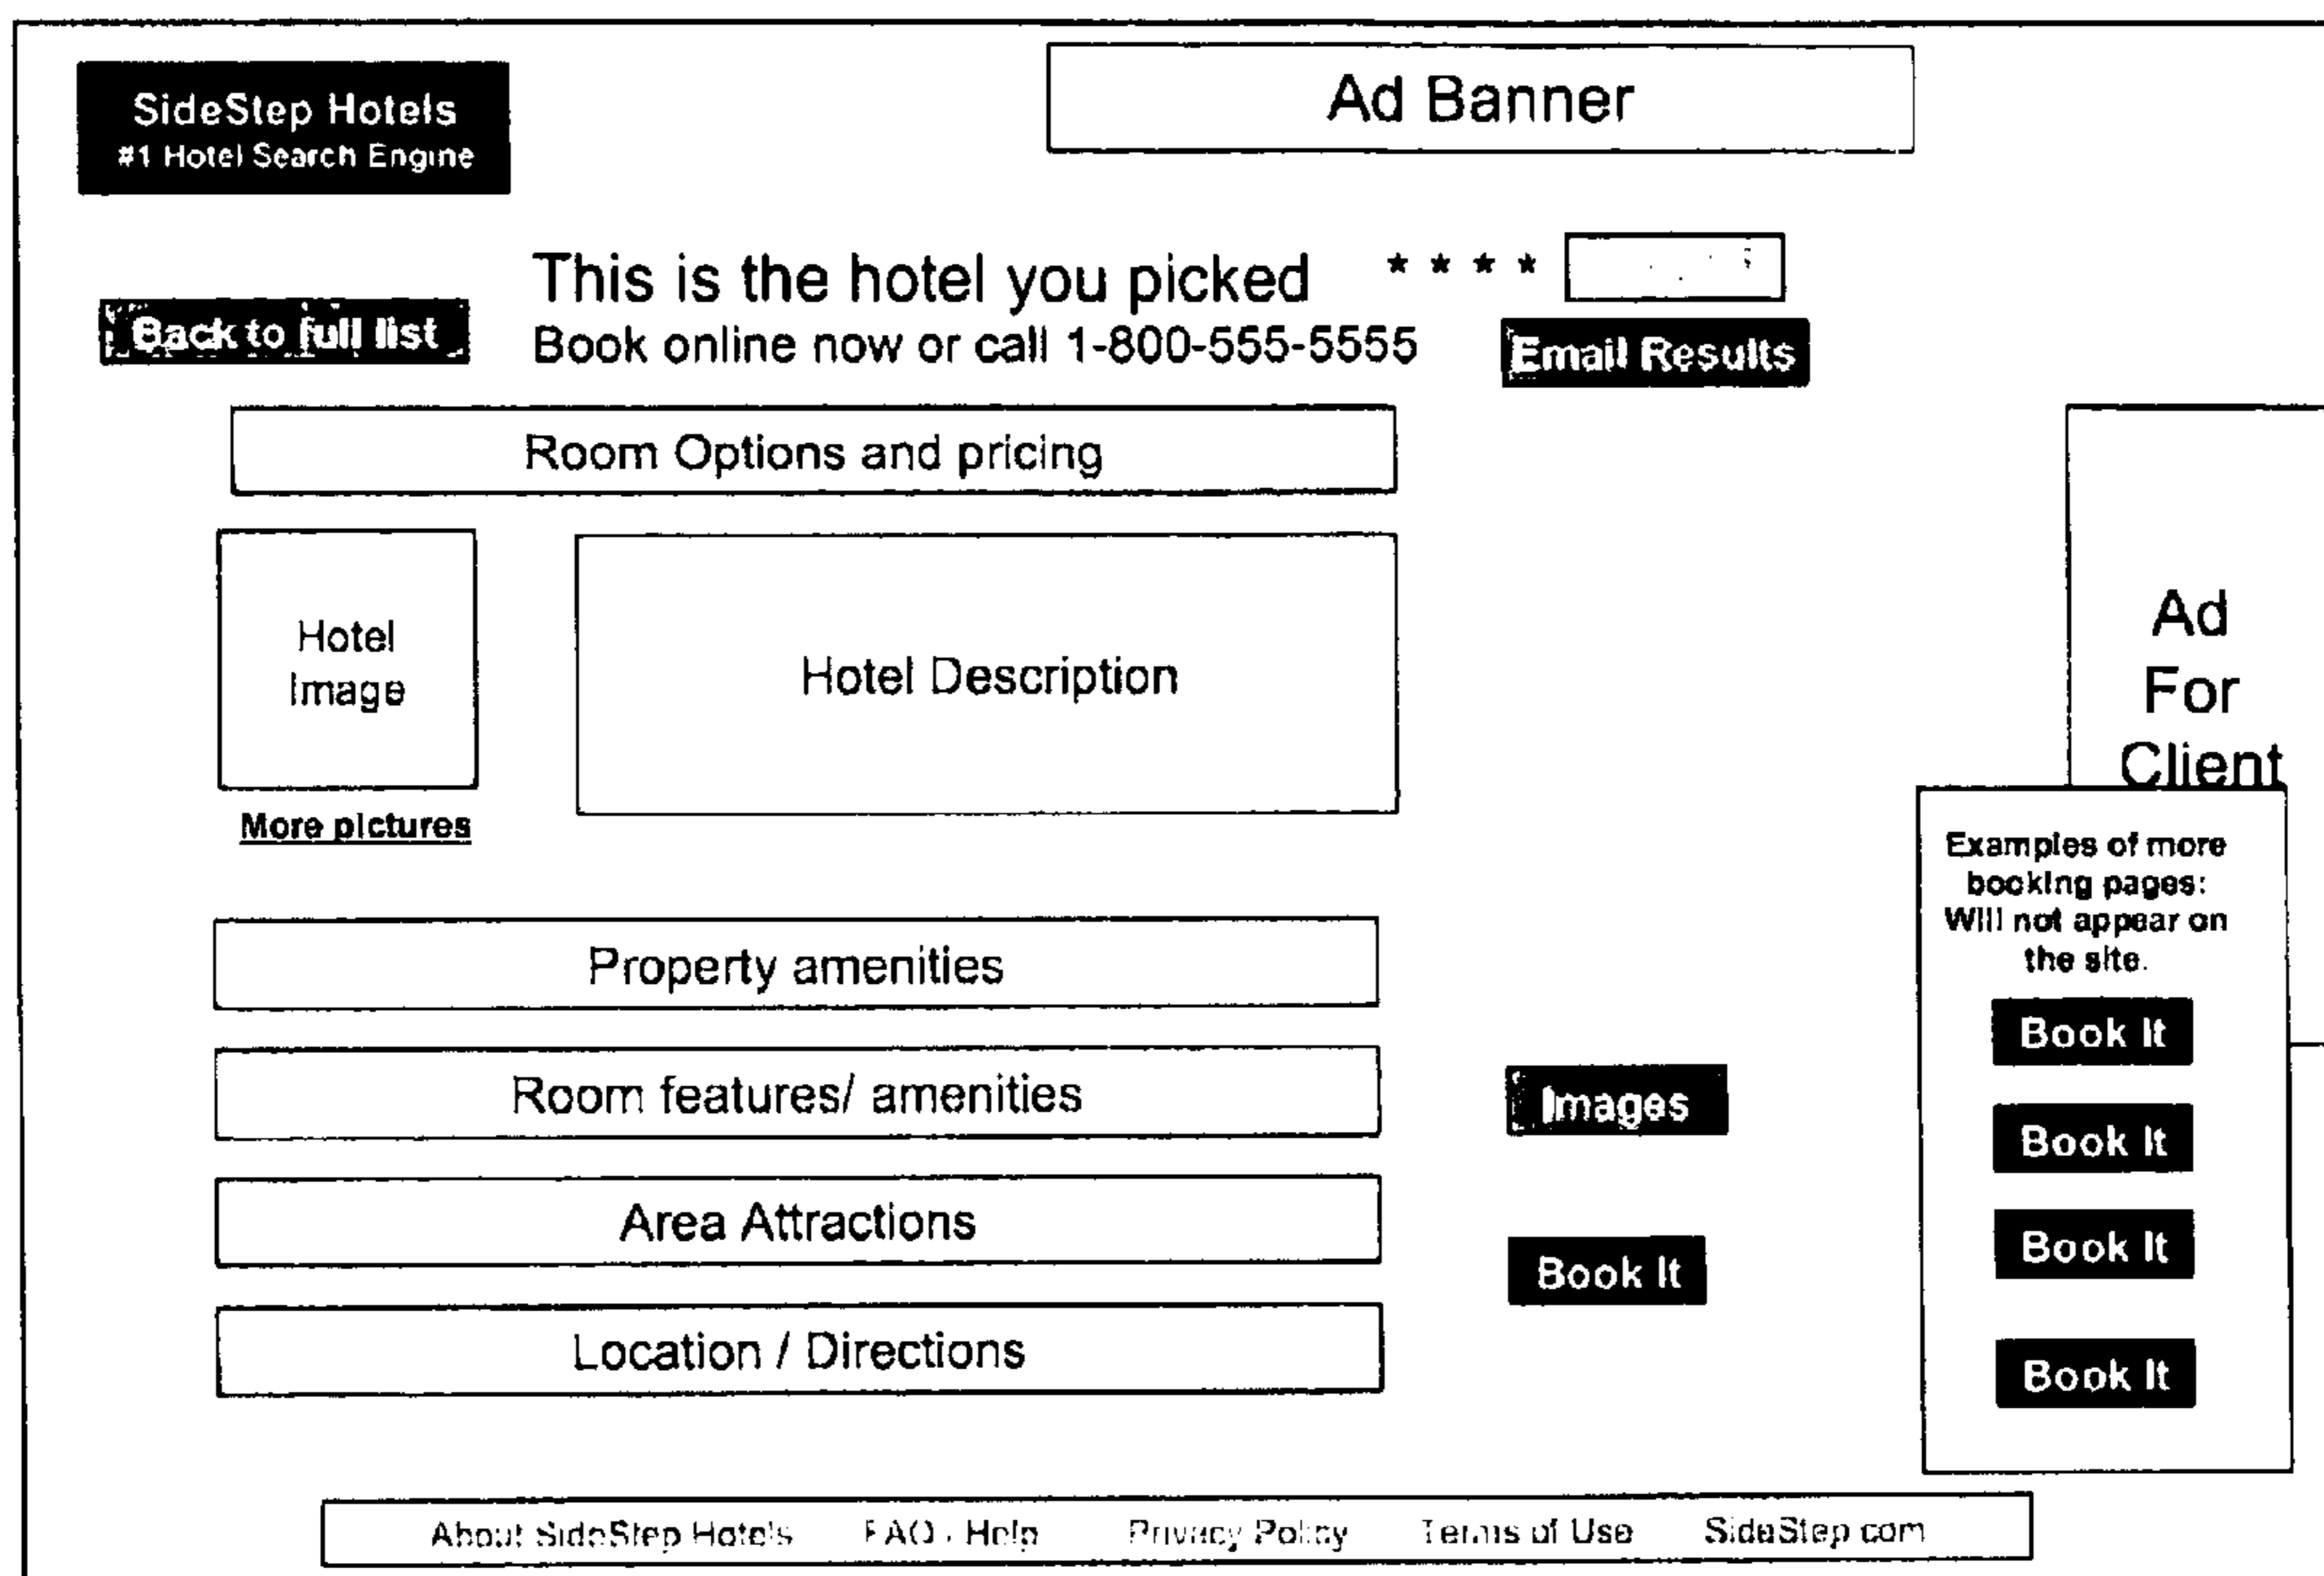 SideStep Hotels
#1 Hotel Search Engine
Ad Banner
This is the hotel you picked * * * *
Back to full list
Book online now or call 1-800-555-5555
Email Results
Room Options and pricing
Hotel
Image
Hotel Description
More pictures
Ad
For
Client
Examples of more
booking pages:
Will not appear on
the site.
Book It
Book It
Book It
Book It
Property amenities
Room features/ amenities
Images
Area Attractions
Book It
Location / Directions
About SideStep Hotels FAQ / Help Privacy Policy Terms of Use SideStep com